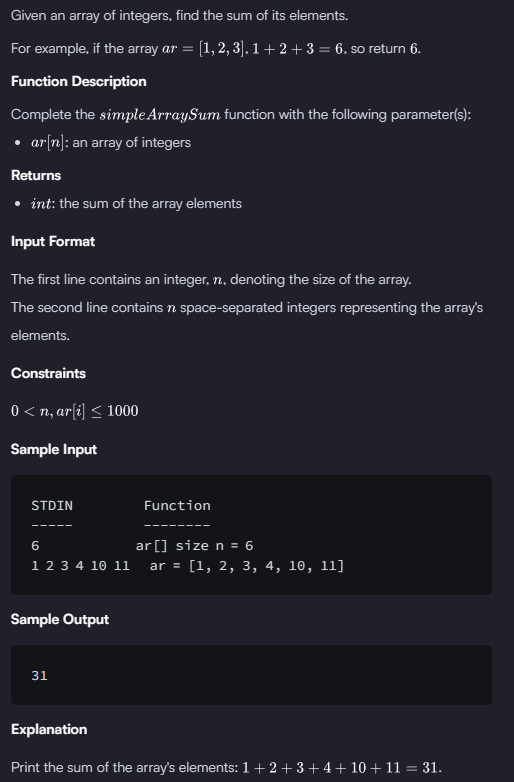 Given an array of integers, find the sum of its elements.
For example, if the array ar = [1, 2, 3], 1 + 2 + 3 = 6, so return 6.
Function Description
Complete the simpleArraySum function with the following parameter(s):
• ar[n]: an array of integers
Returns
• int: the sum of the array elements
Input Format
The first line contains an integer, n, denoting the size of the array.
The second line contains n space-separated integers representing the array's
elements.
Constraints
0 < n, ar[i] ≤ 1000
Sample Input
STDIN Function
----- --------
6 ar[] size n = 6
1 2 3 4 10 11 ar = [1, 2, 3, 4, 10, 11]
Sample Output
31
Explanation
Print the sum of the array's elements: 1 + 2 + 3 + 4 + 10 + 11 = 31.